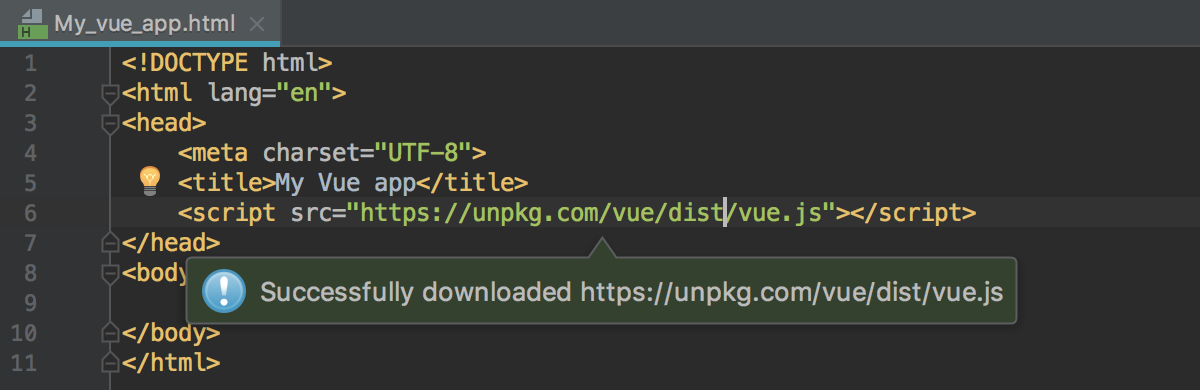 My_vue_app.html
1 <!DOCTYPE html>
2 <html lang="en">
3 <head>
4 <meta charset="UTF-8">
5 <title>My Vue app</title>
6 <script src="https://unpkg.com/vue/dist/vue.js"></script>
7 </head>
8 <body
Successfully downloaded https://unpkg.com/vue/dist/vue.js
9
10 </body>
11 </html>